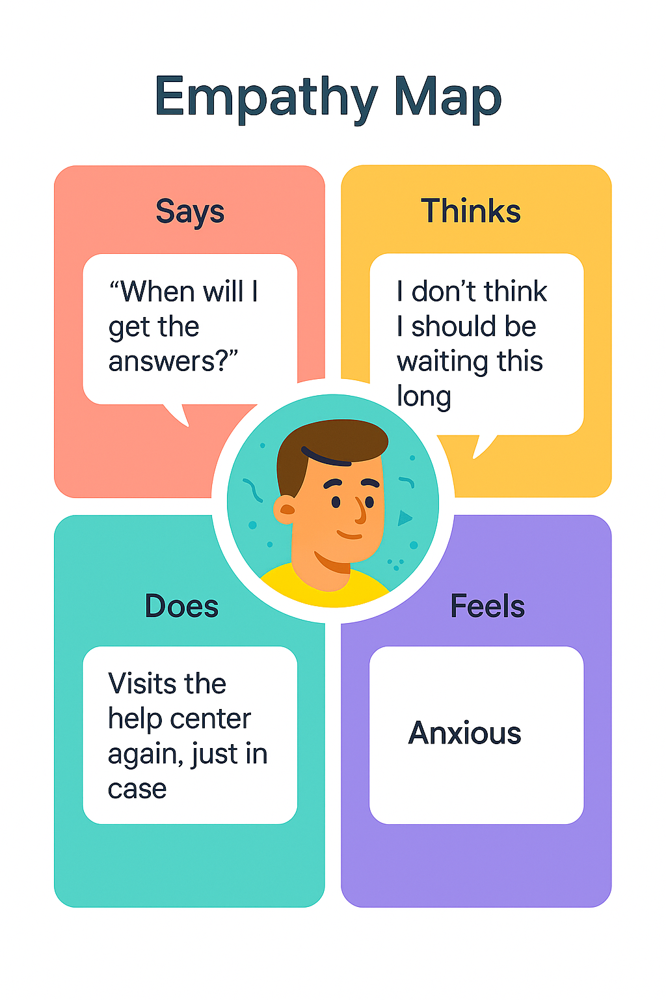 Empathy Map
Says
“When will I
get the
answers?”
Thinks
I don’t think
I should be
waiting this
long
Does
Visits the
help center
again, just in
case
Feels
Anxious